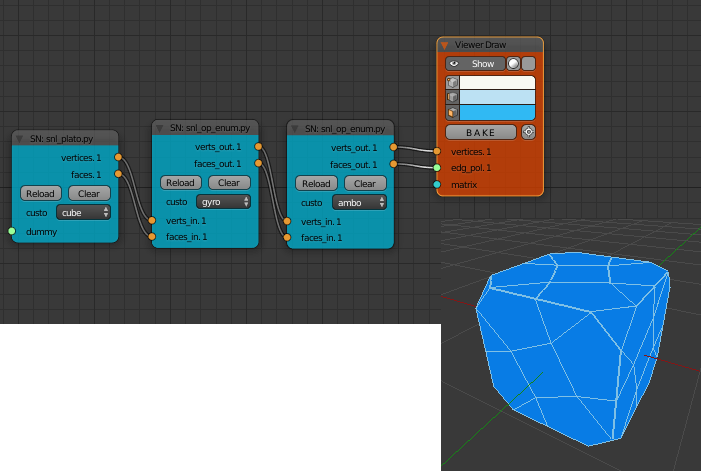 SN: snl_plato.py
vertices. 1
faces. 1
Reload Clear
custo cube
dummy
SN: snl_op_enum.py
verts_out. 1
faces_out. 1
Reload Clear
custo gyro
verts_in. 1
faces_in. 1
SN: snl_op_enum.py
verts_out. 1
faces_out. 1
Reload Clear
custo ambo
verts_in. 1
faces_in. 1
Viewer Draw
Show
BAKE
vertices. 1
edg_pol. 1
matrix